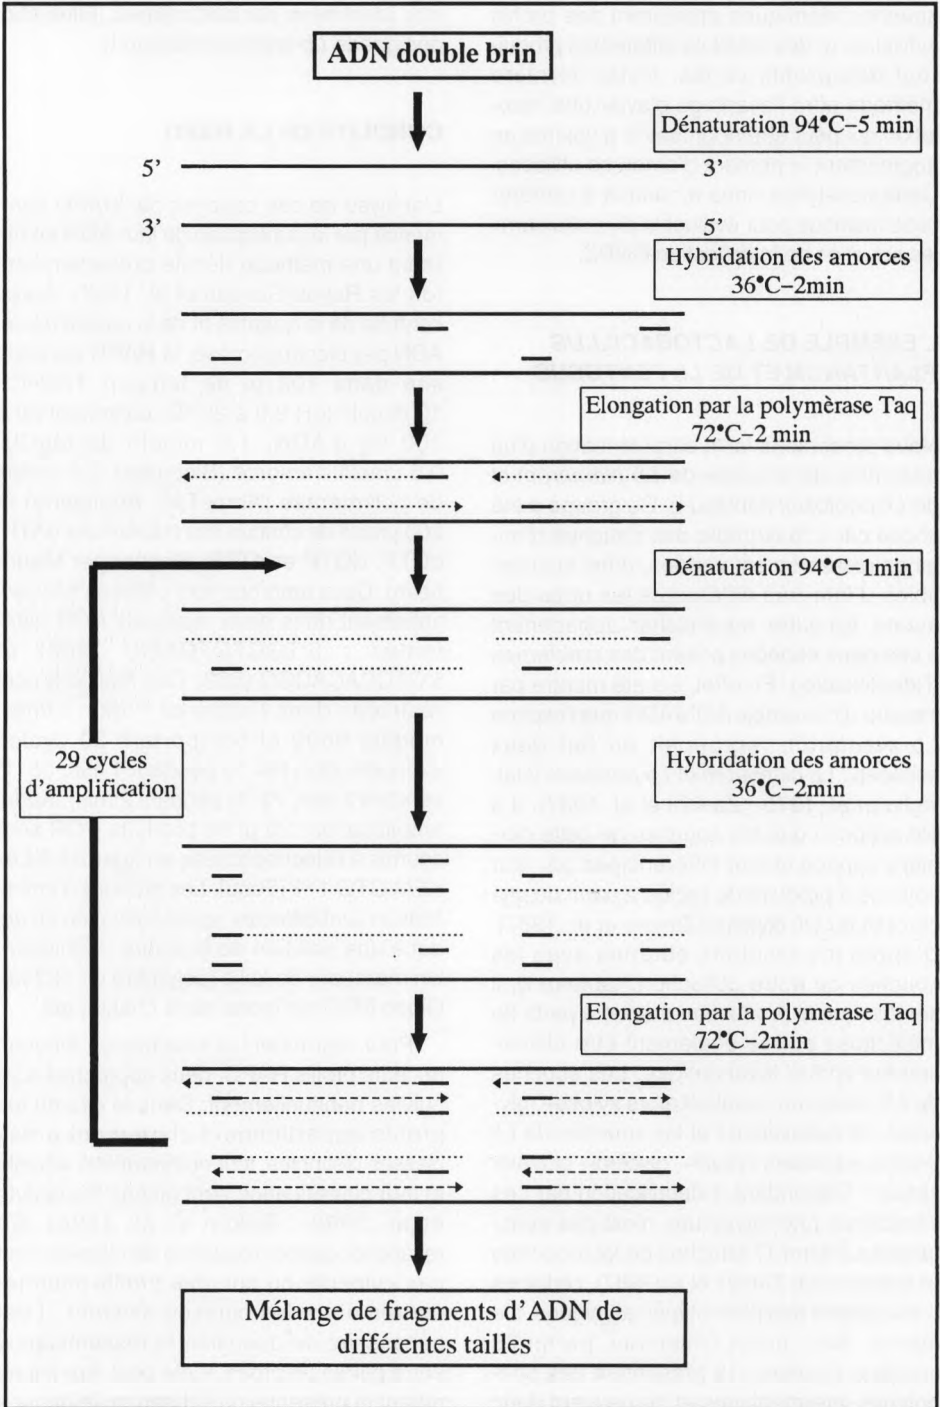 ADN double brin
Dénaturation 94°C–5 min
5’ 3’
3’ 5’
Hybridation des amorces
36°C–2min
Elongation par la polymèrase Taq
72°C–2 min
Dénaturation 94°C–1min
29 cycles
d’amplification
Hybridation des amorces
36°C–2min
Elongation par la polymèrase Taq
72°C–2min
Mélange de fragments d’ADN de
différentes tailles